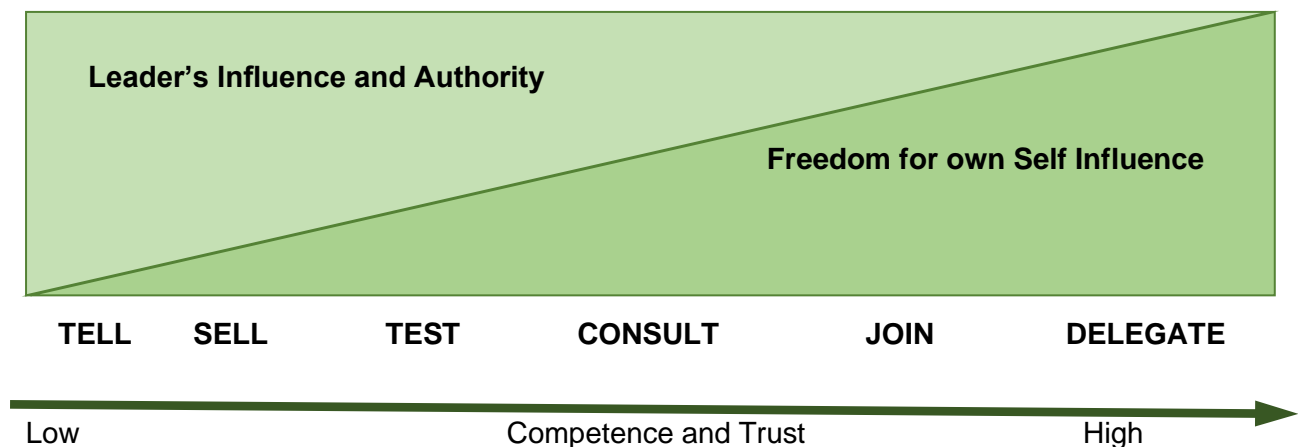 Leader’s Influence and Authority
Freedom for own Self Influence
TELL SELL TEST CONSULT JOIN DELEGATE
Low Competence and Trust High